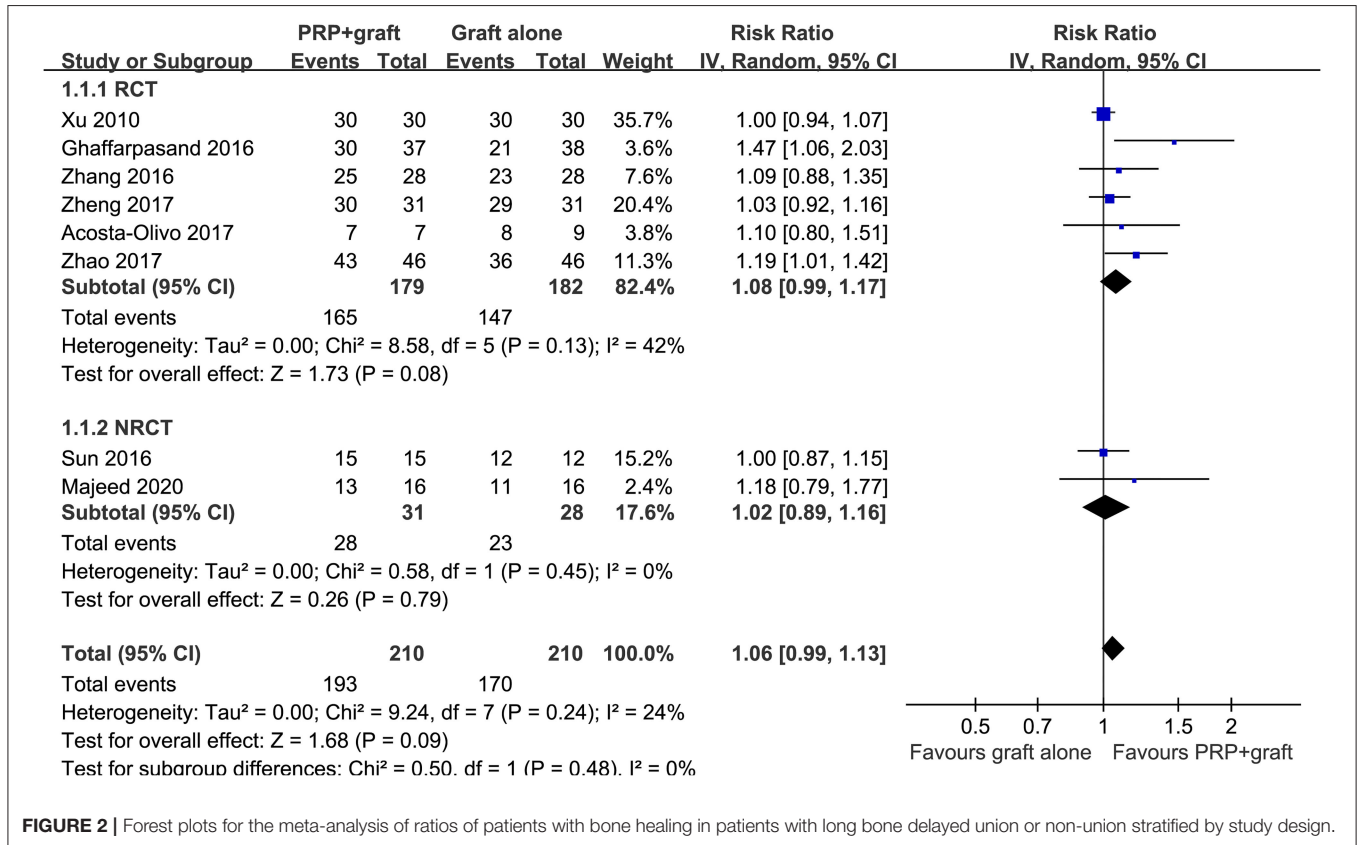 PRP+graft Graft alone Risk Ratio Risk Ratio
Study or Subgroup Events Total Events Total Weight IV, Random, 95% CI IV, Random, 95% CI
1.1.1 RCT
Xu 2010 30 30 30 30 35.7% 1.00 [0.94, 1.07]
Ghaffarpasand 2016 30 37 21 38 3.6% 1.47 [1.06, 2.03]
Zhang 2016 25 28 23 28 7.6% 1.09 [0.88, 1.35]
Zheng 2017 30 31 29 31 20.4% 1.03 [0.92, 1.16]
Acosta-Olivo 2017 7 7 8 9 3.8% 1.10 [0.80, 1.51]
Zhao 2017 43 46 36 46 11.3% 1.19 [1.01, 1.42]
Subtotal (95% CI) 179 182 82.4% 1.08 [0.99, 1.17]
Total events 165 147
Heterogeneity: Tau² = 0.00; Chi² = 8.58, df = 5 (P = 0.13); I² = 42%
Test for overall effect: Z = 1.73 (P = 0.08)
1.1.2 NRCT
Sun 2016 15 15 12 12 15.2% 1.00 [0.87, 1.15]
Majeed 2020 13 16 11 16 2.4% 1.18 [0.79, 1.77]
Subtotal (95% CI) 31 28 17.6% 1.02 [0.89, 1.16]
Total events 28 23
Heterogeneity: Tau² = 0.00; Chi² = 0.58, df = 1 (P = 0.45); I² = 0%
Test for overall effect: Z = 0.26 (P = 0.79)
Total (95% CI) 210 210 100.0% 1.06 [0.99, 1.13]
Total events 193 170
Heterogeneity: Tau² = 0.00; Chi² = 9.24, df = 7 (P = 0.24); I² = 24%
Test for overall effect: Z = 1.68 (P = 0.09)
Test for subgroup differences: Chi² = 0.50, df = 1 (P = 0.48), I² = 0%
0.5 0.7 1 1.5 2
Favours graft alone Favours PRP+graft
FIGURE 2 | Forest plots for the meta-analysis of ratios of patients with bone healing in patients with long bone delayed union or non-union stratified by study design.